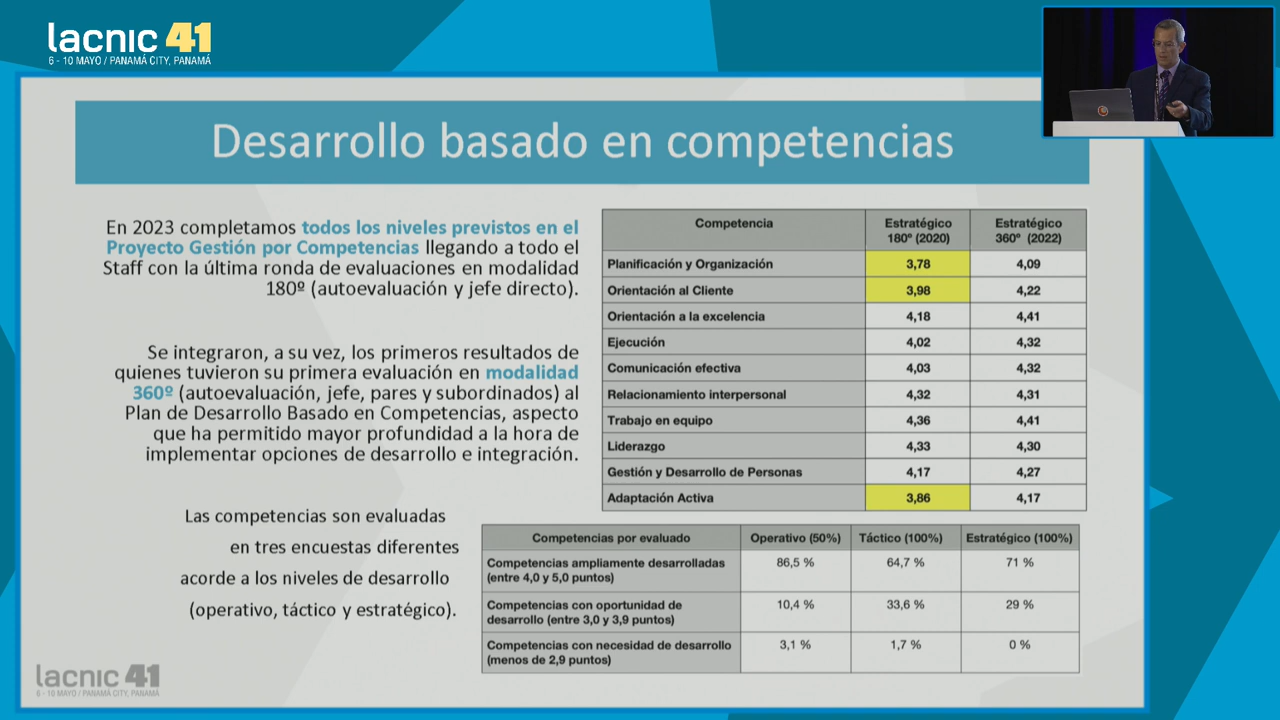 lacnic 41
6 - 10 MAYO / PANAMÁ CITY, PANAMÁ
Desarrollo basado en competencias
En 2023 completamos todos los niveles previstos en el
Proyecto Gestión por Competencias llegando a todo el
Staff con la última ronda de evaluaciones en modalidad
180º (autoevaluación y jefe directo).
Se integraron, a su vez, los primeros resultados de
quienes tuvieron su primera evaluación en modalidad
360º (autoevaluación, jefe, pares y subordinados) al
Plan de Desarrollo Basado en Competencias, aspecto
que ha permitido mayor profundidad a la hora de
implementar opciones de desarrollo e integración.
Las competencias son evaluadas
en tres encuestas diferentes
acorde a los niveles de desarrollo
(operativo, táctico y estratégico).
Competencia Estratégico 180º (2020) Estratégico 360º (2022)
Planificación y Organización 3,78 4,09
Orientación al Cliente 3,98 4,22
Orientación a la excelencia 4,18 4,41
Ejecución 4,02 4,32
Comunicación efectiva 4,03 4,32
Relacionamiento interpersonal 4,32 4,31
Trabajo en equipo 4,36 4,41
Liderazgo 4,33 4,30
Gestión y Desarrollo de Personas 4,17 4,27
Adaptación Activa 3,86 4,17
Competencias por evaluado Operativo (50%) Táctico (100%) Estratégico (100%)
Competencias ampliamente desarrolladas 86,5 % 64,7 % 71 %
(entre 4,0 y 5,0 puntos)
Competencias con oportunidad de 10,4 % 33,6 % 29 %
desarrollo (entre 3,0 y 3,9 puntos)
Competencias con necesidad de desarrollo 3,1 % 1,7 % 0 %
(menos de 2,9 puntos)
lacnic 41
6 - 10 MAYO / PANAMÁ CITY, PANAMÁ